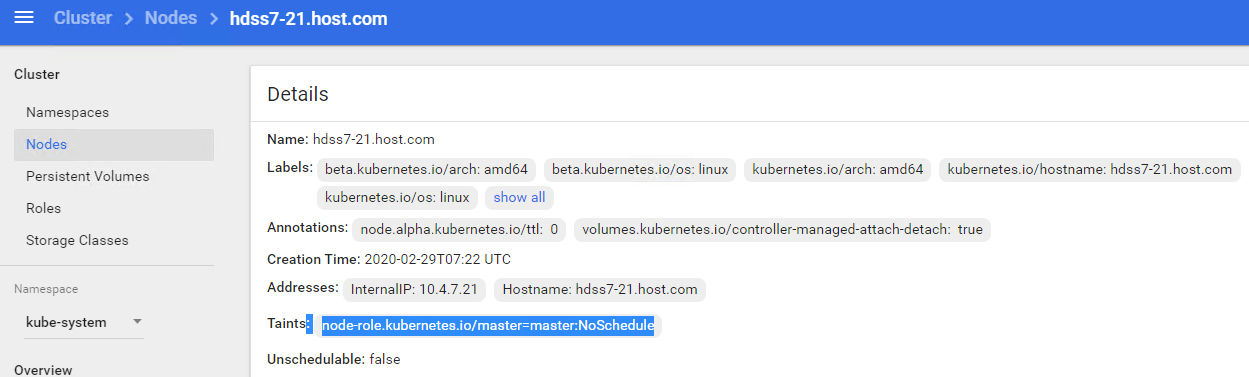 Cluster > Nodes > hdss7-21.host.com
Cluster
Namespaces
Nodes
Persistent Volumes
Roles
Storage Classes
Namespace
kube-system
Overview
Details
Name: hdss7-21.host.com
Labels: beta.kubernetes.io/arch: amd64 beta.kubernetes.io/os: linux kubernetes.io/arch: amd64 kubernetes.io/hostname: hdss7-21.host.com
kubernetes.io/os: linux show all
Annotations: node.alpha.kubernetes.io/ttl: 0 volumes.kubernetes.io/controller-managed-attach-detach: true
Creation Time: 2020-02-29T07:22 UTC
Addresses: InternalIP: 10.4.7.21 Hostname: hdss7-21.host.com
Taints: node-role.kubernetes.io/master=master:NoSchedule
Unschedulable: false